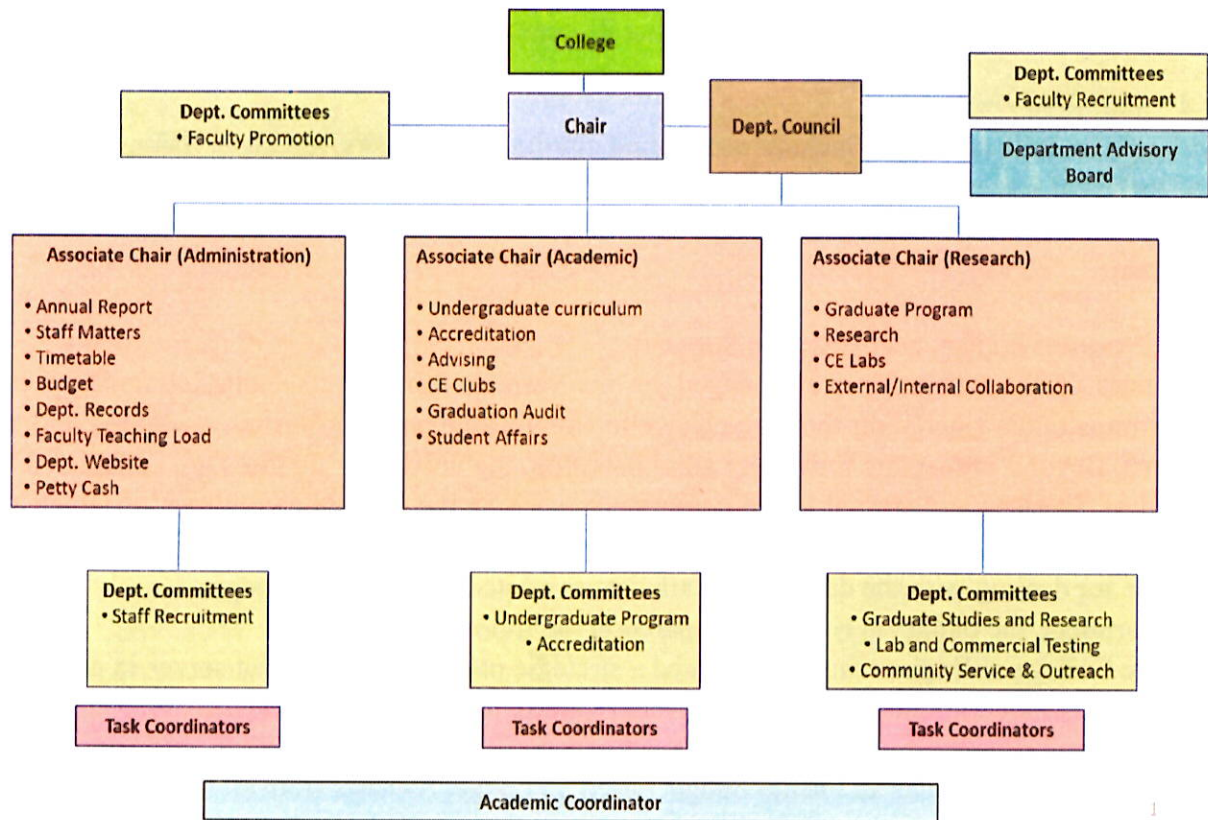 College
Dept. Committees
• Faculty Promotion
Chair
Dept. Council
Dept. Committees
• Faculty Recruitment
Department Advisory
Board
Associate Chair (Administration)
• Annual Report
• Staff Matters
• Timetable
• Budget
• Dept. Records
• Faculty Teaching Load
• Dept. Website
• Petty Cash
Associate Chair (Academic)
• Undergraduate curriculum
• Accreditation
• Advising
• CE Clubs
• Graduation Audit
• Student Affairs
Associate Chair (Research)
• Graduate Program
• Research
• CE Labs
• External/Internal Collaboration
Dept. Committees
• Staff Recruitment
Dept. Committees
• Undergraduate Program
• Accreditation
Dept. Committees
• Graduate Studies and Research
• Lab and Commercial Testing
• Community Service & Outreach
Task Coordinators
Task Coordinators
Task Coordinators
Academic Coordinator
1